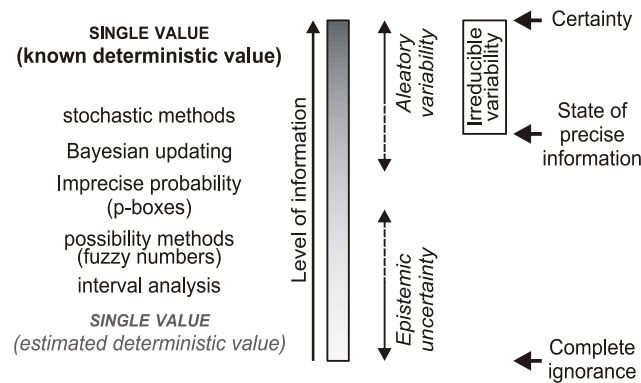 SINGLE VALUE
(known deterministic value)
stochastic methods
Bayesian updating
Imprecise probability
(p-boxes)
possibility methods
(fuzzy numbers)
interval analysis
SINGLE VALUE
(estimated deterministic value)
Level of information
Aleatory
variability
Epistemic
uncertainty
Irreducible
variability
Certainty
State of
precise
information
Complete
ignorance